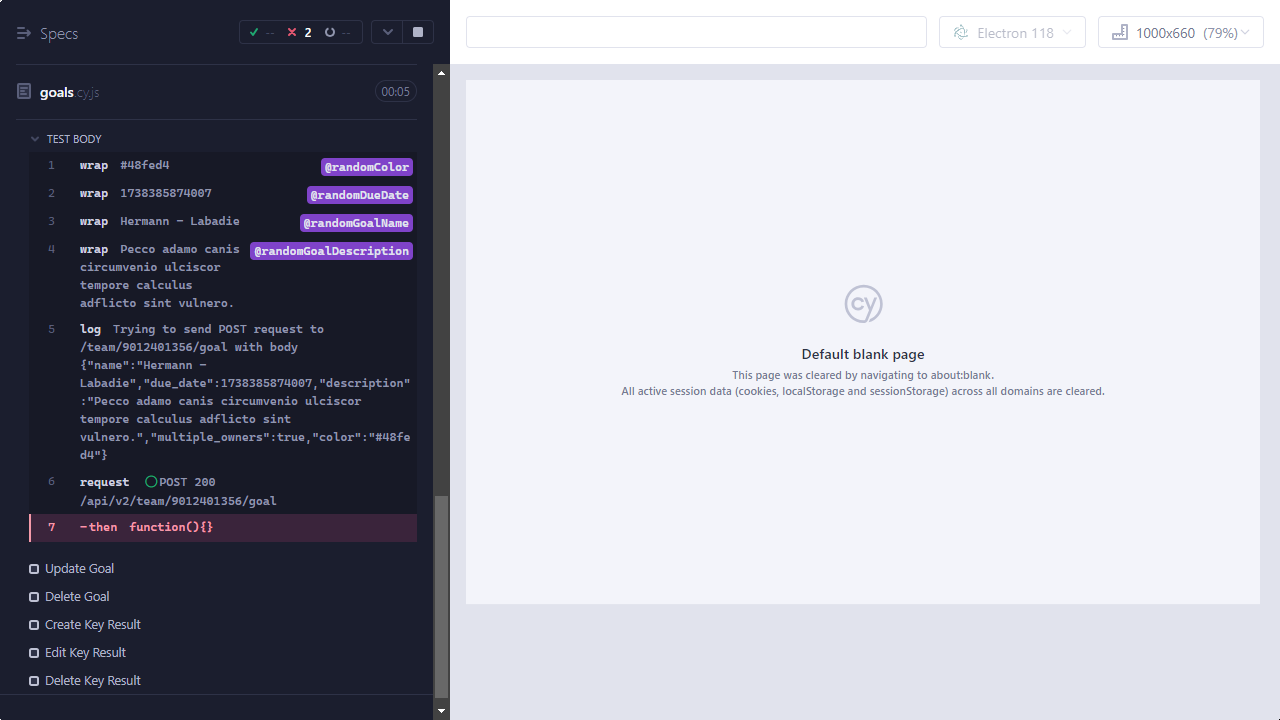 Specs
-- 2 --
goals.cy.js
00:05
TEST BODY
1 wrap #48fed4 @randomColor
2 wrap 1738385874007 @randomDueDate
3 wrap Hermann - Labadie @randomGoalName
4 wrap Pecco adamo canis @randomGoalDescription
circumvenio ulciscor
tempore calculus
adflicto sint vulnero.
5 log Trying to send POST request to
/team/9012401356/goal with body
{"name":"Hermann -
Labadie","due_date":1738385874007,"description"
:"Pecco adamo canis circumvenio ulciscor
tempore calculus adflicto sint
vulnero.","multiple_owners":true,"color":"#48fe
d4"}
6 request POST 200
/api/v2/team/9012401356/goal
7 -then function(){}
Update Goal
Delete Goal
Create Key Result
Edit Key Result
Delete Key Result
Electron 118
1000x660 (79%)
cy
Default blank page
This page was cleared by navigating to about:blank.
All active session data (cookies, localStorage and sessionStorage) across all domains are cleared.